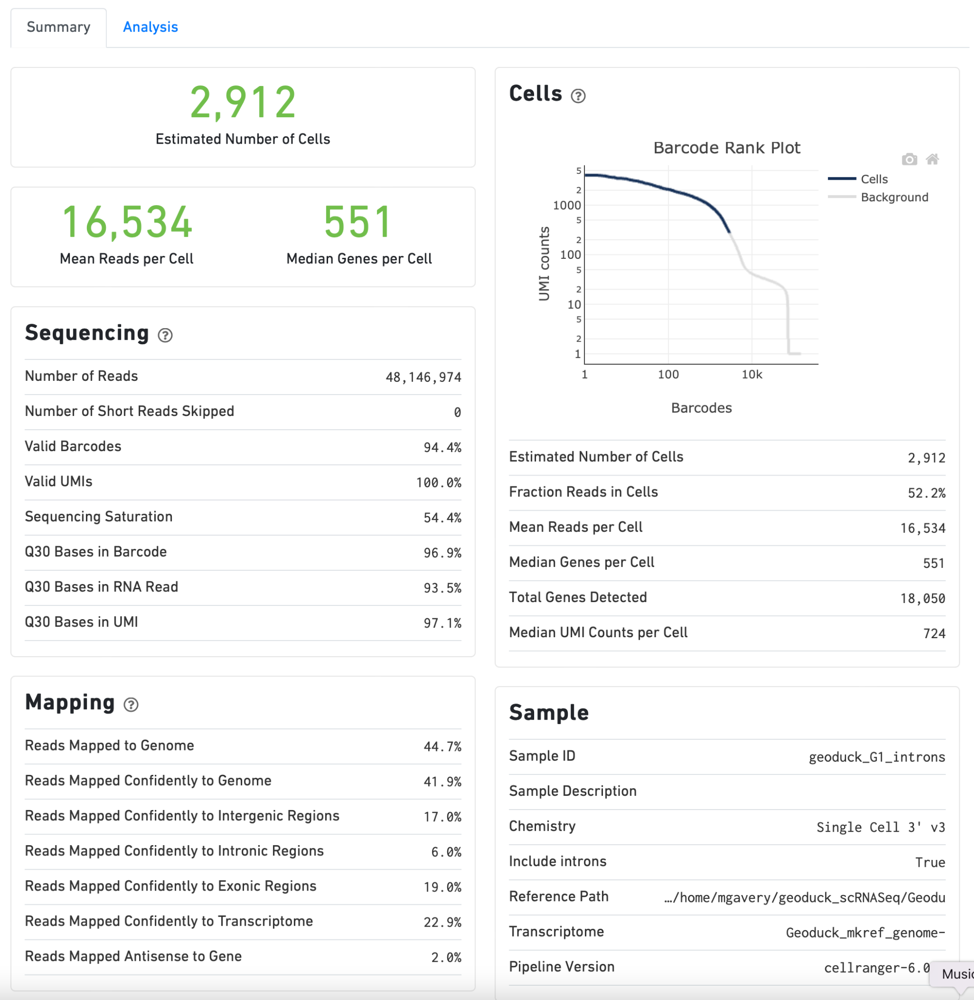 Summary
Analysis
2,912
Estimated Number of Cells
16,534
Mean Reads per Cell
551
Median Genes per Cell
Sequencing ?
Number of Reads 48,146,974
Number of Short Reads Skipped 0
Valid Barcodes 94.4%
Valid UMIs 100.0%
Sequencing Saturation 54.4%
Q30 Bases in Barcode 96.9%
Q30 Bases in RNA Read 93.5%
Q30 Bases in UMI 97.1%
Mapping ?
Reads Mapped to Genome 44.7%
Reads Mapped Confidently to Genome 41.9%
Reads Mapped Confidently to Intergenic Regions 17.0%
Reads Mapped Confidently to Intronic Regions 6.0%
Reads Mapped Confidently to Exonic Regions 19.0%
Reads Mapped Confidently to Transcriptome 22.9%
Reads Mapped Antisense to Gene 2.0%
Cells ?
Barcode Rank Plot
Cells
Background
5
2
1000
5
2
100
5
2
10
5
2
1
UMI counts
1 100 10k
Barcodes
Estimated Number of Cells 2,912
Fraction Reads in Cells 52.2%
Mean Reads per Cell 16,534
Median Genes per Cell 551
Total Genes Detected 18,050
Median UMI Counts per Cell 724
Sample
Sample ID geoduck_G1_introns
Sample Description
Chemistry Single Cell 3' v3
Include introns True
Reference Path …/home/mgavery/geoduck_scRNASeq/Geodu
Transcriptome Geoduck_mkref_genome-
Pipeline Version cellranger-6.0
Music